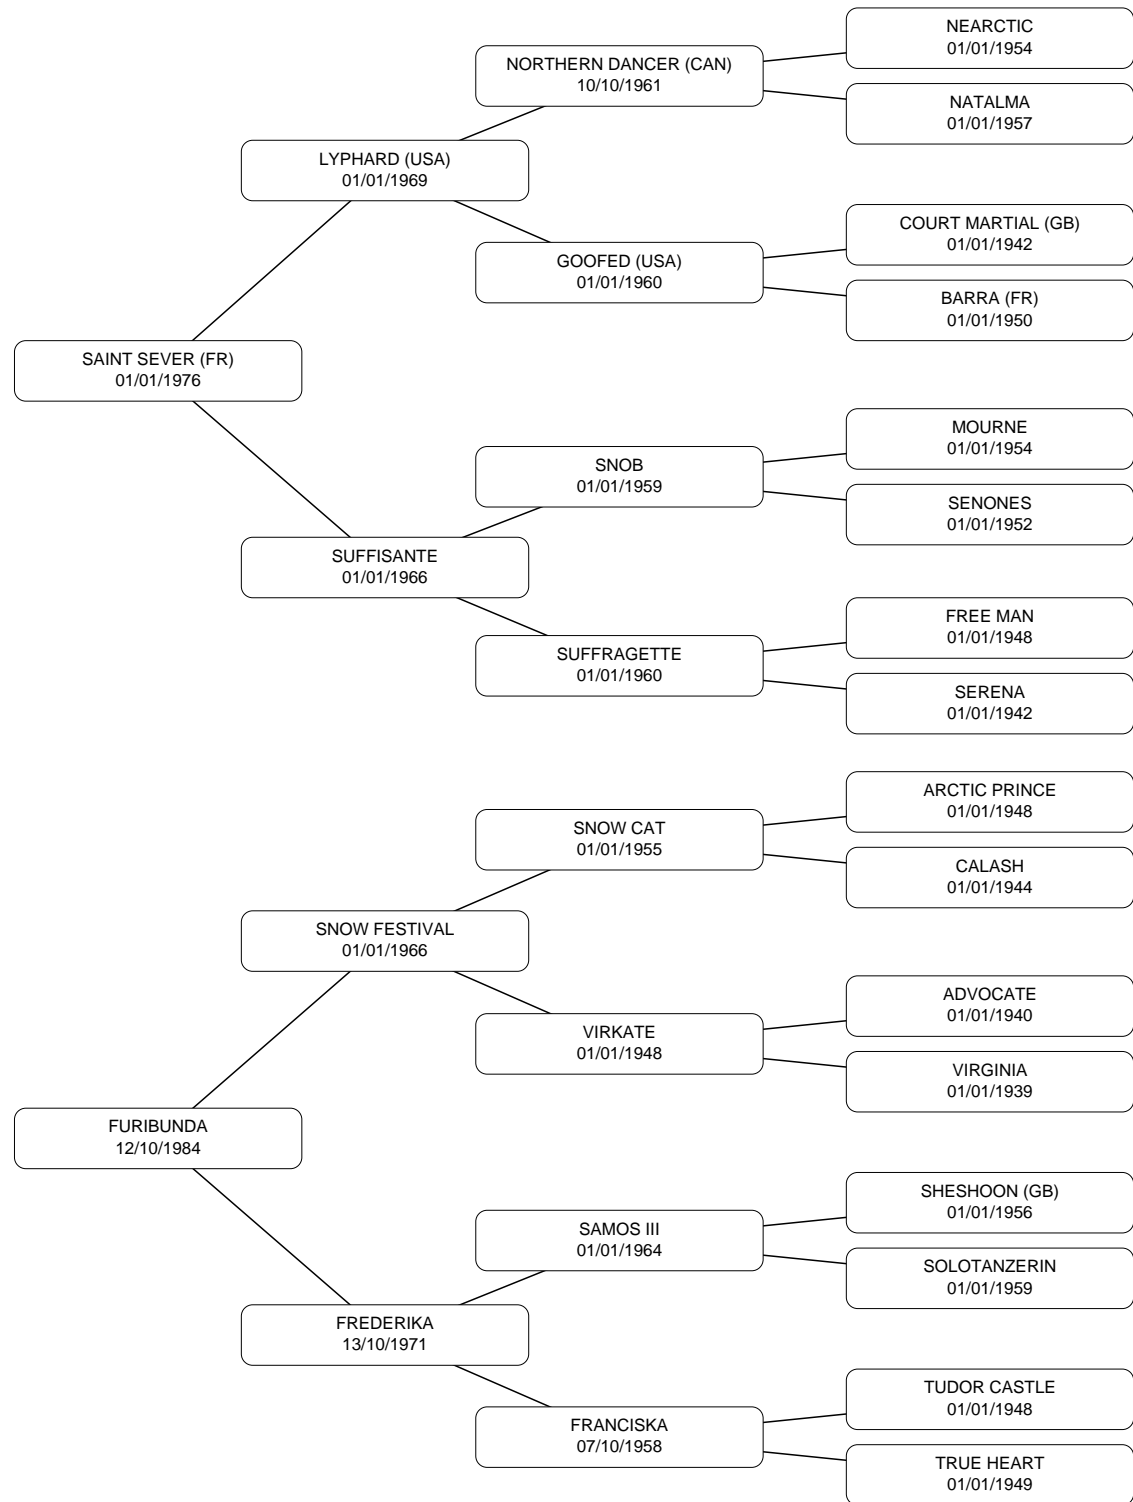 NEARCTIC
01/01/1954
NORTHERN DANCER (CAN)
10/10/1961
NATALMA
01/01/1957
LYPHARD (USA)
01/01/1969
COURT MARTIAL (GB)
01/01/1942
GOOFED (USA)
01/01/1960
BARRA (FR)
01/01/1950
SAINT SEVER (FR)
01/01/1976
MOURNE
01/01/1954
SNOB
01/01/1959
SENONES
01/01/1952
SUFFISANTE
01/01/1966
FREE MAN
01/01/1948
SUFFRAGETTE
01/01/1960
SERENA
01/01/1942
ARCTIC PRINCE
01/01/1948
SNOW CAT
01/01/1955
CALASH
01/01/1944
SNOW FESTIVAL
01/01/1966
ADVOCATE
01/01/1940
VIRKATE
01/01/1948
VIRGINIA
01/01/1939
FURIBUNDA
12/10/1984
SHESHOON (GB)
01/01/1956
SAMOS III
01/01/1964
SOLOTANZERIN
01/01/1959
FREDERIKA
13/10/1971
TUDOR CASTLE
01/01/1948
FRANCISKA
07/10/1958
TRUE HEART
01/01/1949